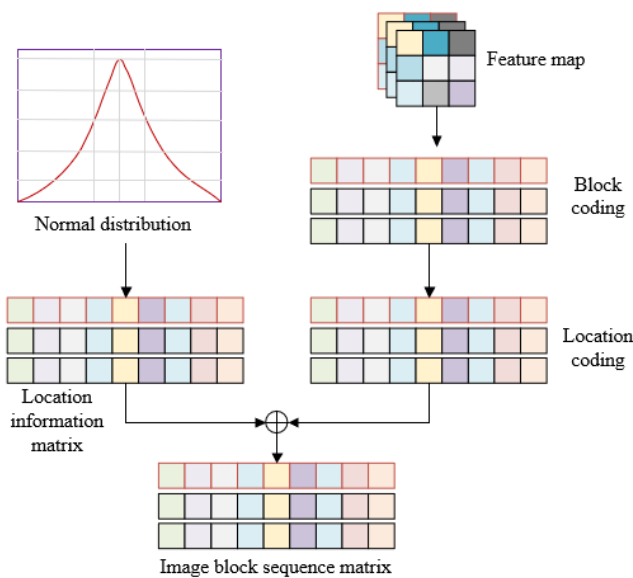 Feature map
Block
coding
Normal distribution
Location
coding
Location
information
matrix
Image block sequence matrix